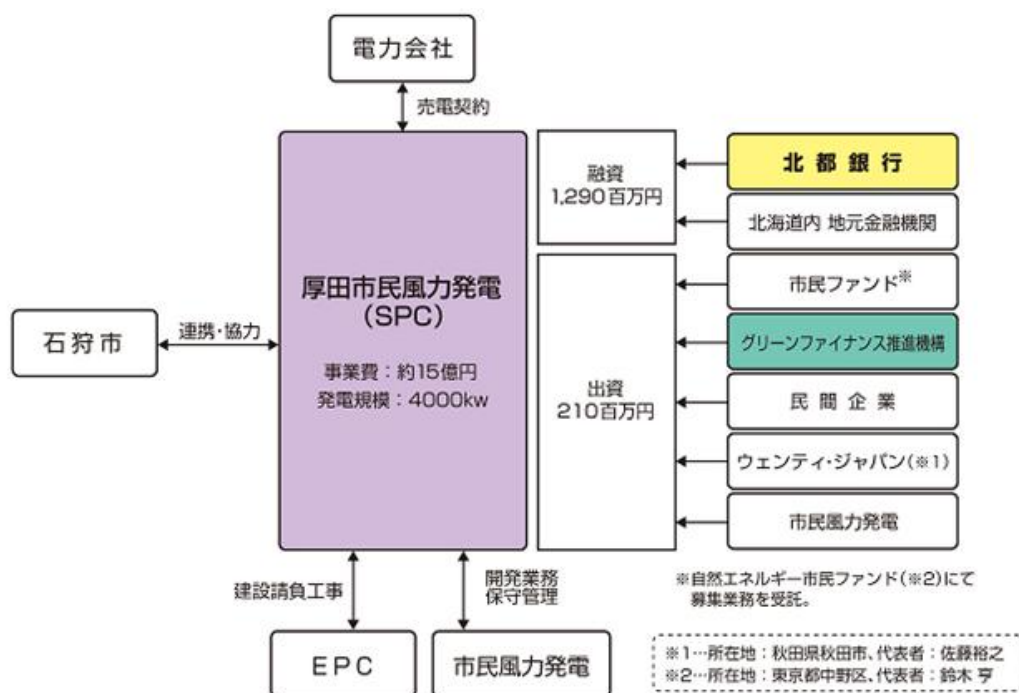 電力会社
売電契約
厚田市民風力発電
(SPC)
事業費：約15億円
発電規模：4000kw
石狩市
連携・協力
融資
1,290百万円
出資
210百万円
北都銀行
北海道内 地元金融機関
市民ファンド※
グリーンファイナンス推進機構
民間企業
ウェンティ・ジャパン(※1)
市民風力発電
建設請負工事
開発業務
保守管理
EPC
市民風力発電
※自然エネルギー市民ファンド(※2)にて
募集業務を受託。
※1…所在地：秋田県秋田市、代表者：佐藤裕之
※2…所在地：東京都中野区、代表者：鈴木 亨